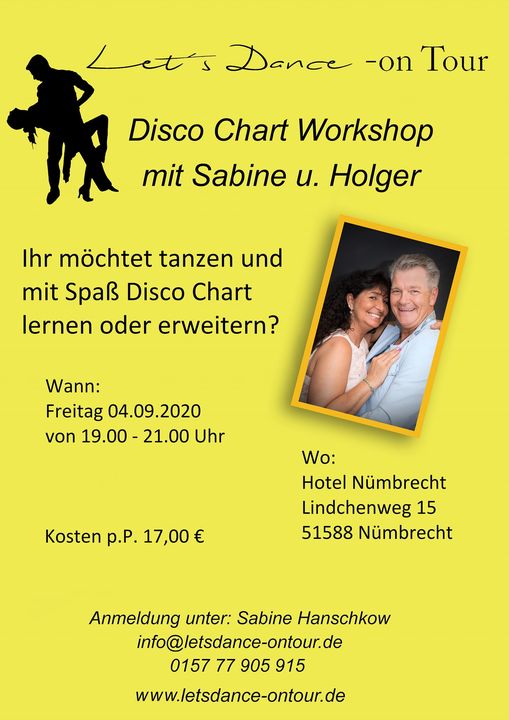 Let's Dance -on Tour
Disco Chart Workshop
mit Sabine u. Holger
Ihr möchtet tanzen und
mit Spaß Disco Chart
lernen oder erweitern?
Wann:
Freitag 04.09.2020
von 19.00 - 21.00 Uhr
Wo:
Hotel Nümbrecht
Lindchenweg 15
51588 Nümbrecht
Kosten p.P. 17,00 €
Anmeldung unter: Sabine Hanschkow
info@letsdance-ontour.de
0157 77 905 915
www.letsdance-ontour.de